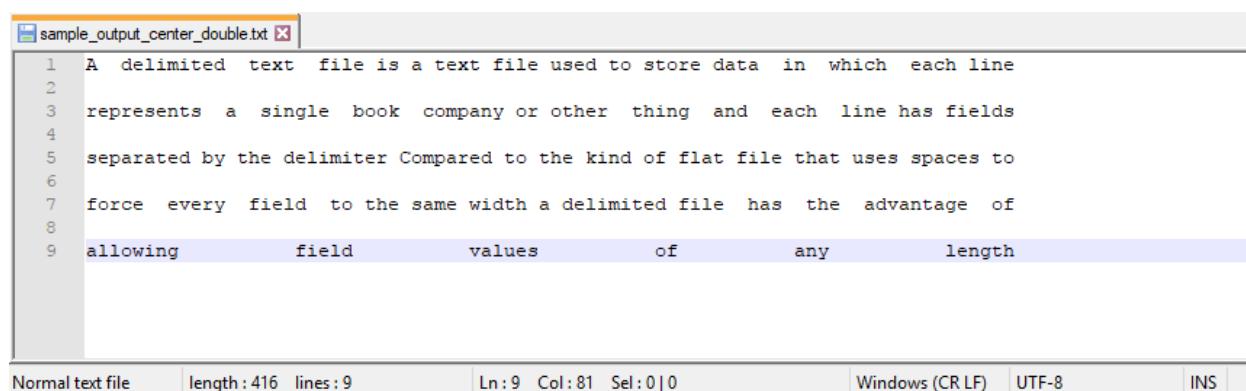 sample_output_center_double.txt
1 A  delimited  text  file is a text file used to store data  in  which  each line
2
3 represents  a  single  book  company or other  thing  and  each  line has fields
4
5 separated by the delimiter Compared to the kind of flat file that uses spaces to
6
7 force  every  field  to the same width a delimited file  has  the  advantage  of
8
9 allowing          field          values          of          any          length
Normal text file length : 416 lines : 9 Ln : 9 Col : 81 Sel : 0 | 0 Windows (CR LF) UTF-8 INS